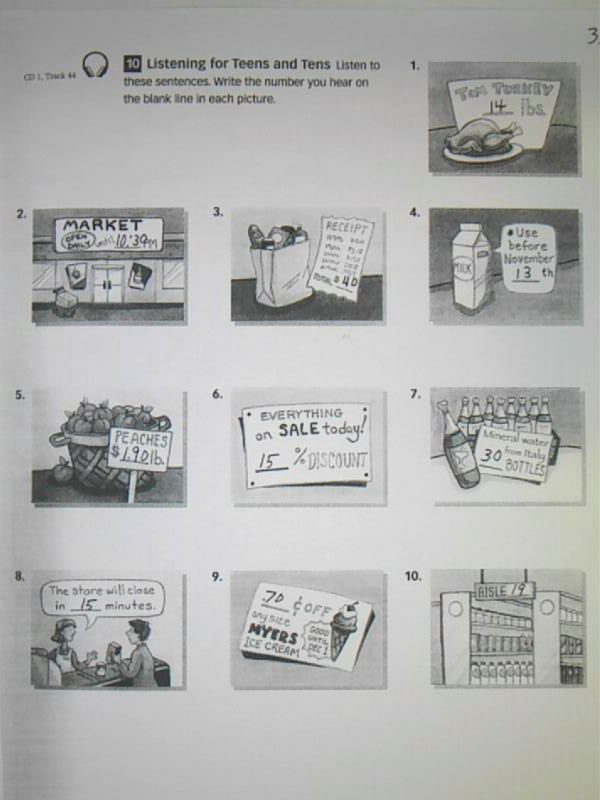 3
CD 1, Track 44
10 Listening for Teens and Tens Listen to
these sentences. Write the number you hear on
the blank line in each picture.
1.
TOM TURKEY
14 lbs.
2.
MARKET
OPEN
DAILY until 10:30pm
3.
RECEIPT
TOTAL $40
4.
• Use
before
November
13 th
MILK
5.
PEACHES
$1.90 lb.
6.
EVERYTHING
on SALE today!
15 % DISCOUNT
7.
Mineral water
from Italy
30 BOTTLES
8.
The store will close
in 15 minutes.
9.
.70 ¢ OFF
any size
MYERS
ICE CREAM
GOOD
UNTIL
DEC 1
10.
AISLE 19